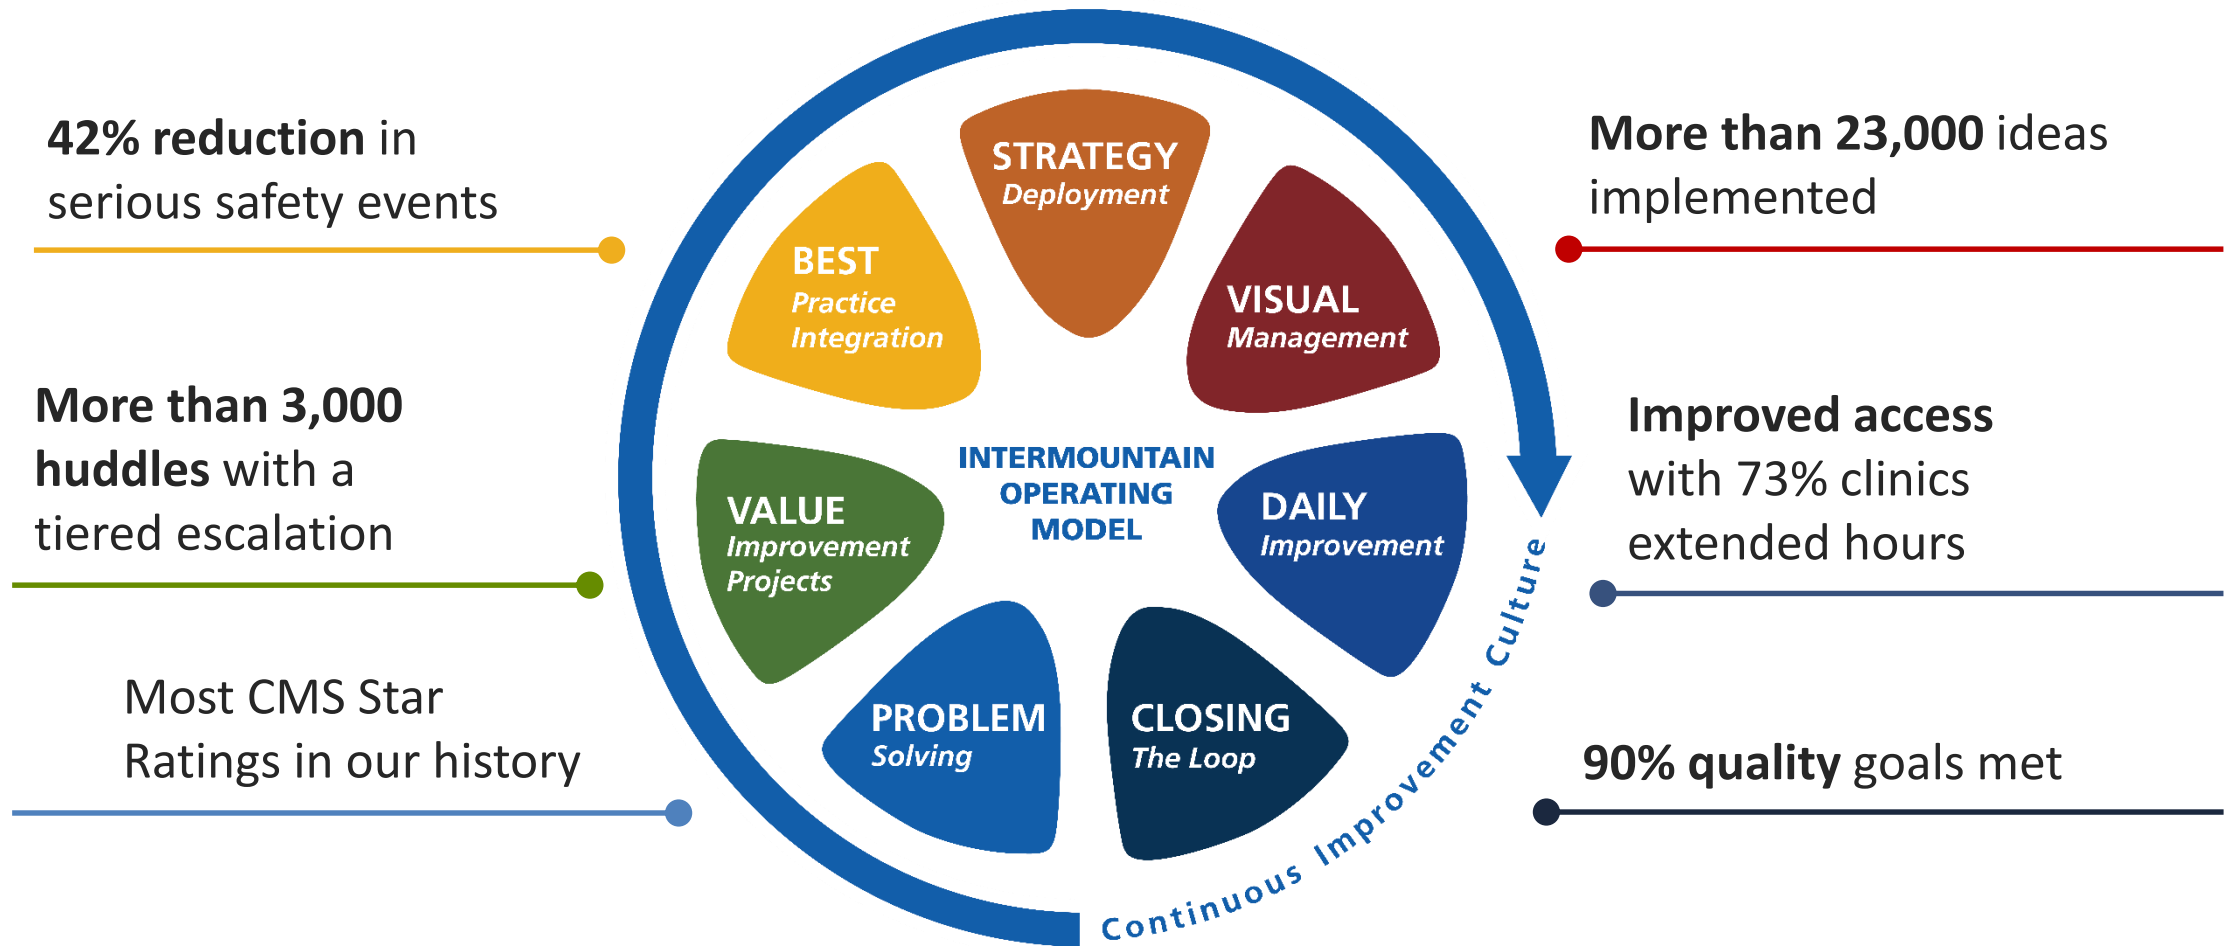 42% reduction in
serious safety events
More than 3,000
huddles with a
tiered escalation
Most CMS Star
Ratings in our history
STRATEGY
Deployment
VISUAL
Management
DAILY
Improvement
CLOSING
The Loop
PROBLEM
Solving
VALUE
Improvement
Projects
BEST
Practice
Integration
INTERMOUNTAIN
OPERATING
MODEL
Continuous Improvement Culture
More than 23,000 ideas
implemented
Improved access
with 73% clinics
extended hours
90% quality goals met